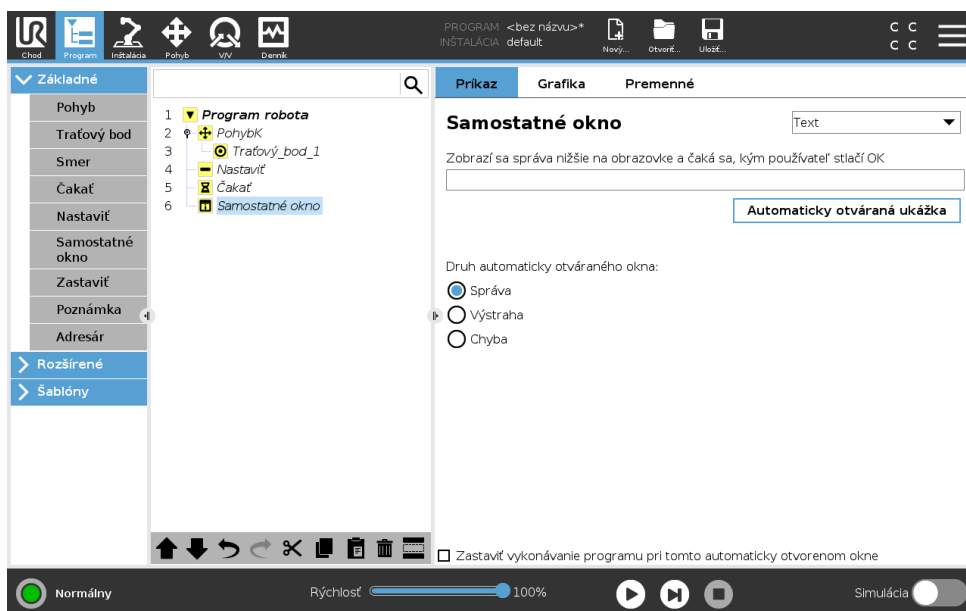 UR
Chod
Program
Inštalácia
Pohyb
V/V
Denník
PROGRAM <bez názvu>*
INŠTALÁCIA default
Nový...
Otvoriť...
Uložiť...
C C
C C
Základné
Pohyb
Traťový bod
Smer
Čakať
Nastaviť
Samostatné
okno
Zastaviť
Poznámka
Adresár
Rozšírené
Šablóny
1 Program robota
2 PohybK
3 Traťový_bod_1
4 Nastaviť
5 Čakať
6 Samostatné okno
Príkaz Grafika Premenné
Samostatné okno
Text
Zobrazí sa správa nižšie na obrazovke a čaká sa, kým používateľ stlačí OK
Automaticky otváraná ukážka
Druh automaticky otváraného okna:
Správa
Výstraha
Chyba
Zastaviť vykonávanie programu pri tomto automaticky otvorenom okne
Normálny
Rýchlosť 100%
Simulácia